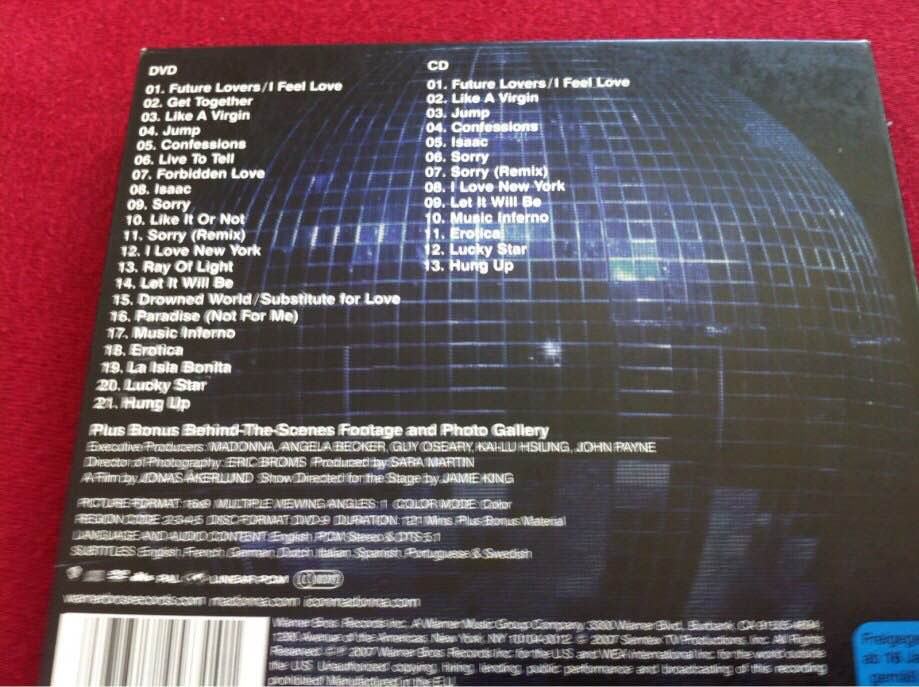 DVD
01. Future Lovers/I Feel Love
02. Get Together
03. Like A Virgin
04. Jump
05. Confessions
06. Live To Tell
07. Forbidden Love
08. Isaac
09. Sorry
10. Like It Or Not
11. Sorry (Remix)
12. I Love New York
13. Ray Of Light
14. Let It Will Be
15. Drowned World/Substitute for Love
16. Paradise (Not For Me)
17. Music Inferno
18. Erotica
19. La Isla Bonita
20. Lucky Star
21. Hung Up
CD
01. Future Lovers/I Feel Love
02. Like A Virgin
03. Jump
04. Confessions
05. Isaac
06. Sorry
07. Sorry (Remix)
08. I Love New York
09. Let It Will Be
10. Music Inferno
11. Erotica
12. Lucky Star
13. Hung Up
Plus Bonus Behind-The-Scenes Footage and Photo Gallery
Executive Producers: MADONNA, ANGELA BECKER, GUY OSEARY, KAI-LU HSIUNG, JOHN PAYNE
Director of Photography: ERIC BROMS Produced by SARA MARTIN
A Film by JONAS AKERLUND Show Directed for the Stage by JAMIE KING
PICTURE FORMAT: 16:9 MULTIPLE VIEWING ANGLES: 1 COLOR MODE: Color
REGION CODE: 2-3-4-5 DISC FORMAT: DVD-9 DURATION: 121 Mins. Plus Bonus Material
LANGUAGE AND AUDIO CONTENT: English PCM Stereo & DTS 5.1
SUBTITLES: English, French, German, Dutch, Italian, Spanish, Portuguese & Swedish
PAL
warnerbrosrecords.com madonna.com iconmadonna.com
Warner Bros. Records Inc., A Warner Music Group Company, 3300 Warner Blvd., Burbank, CA 91505-4694,
1290 Avenue of the Americas, New York, NY 10104-0012. © 2007 Semtex TV Productions, Inc. All Rights
Reserved. © ℗ 2007 Warner Bros. Records Inc. for the U.S. and WEA International Inc. for the world outside
the U.S. Unauthorized copying, hiring, lending, public performance and broadcasting of this recording
prohibited. Manufactured in the E.U.
ab 16
gemäß